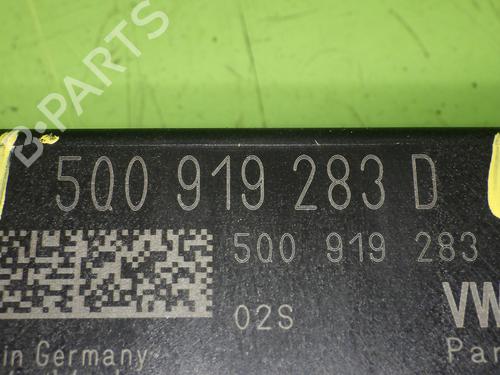 B-PARTS
5Q0 919 283 D
5Q0 919 283
02S
VW
in Germany
Par